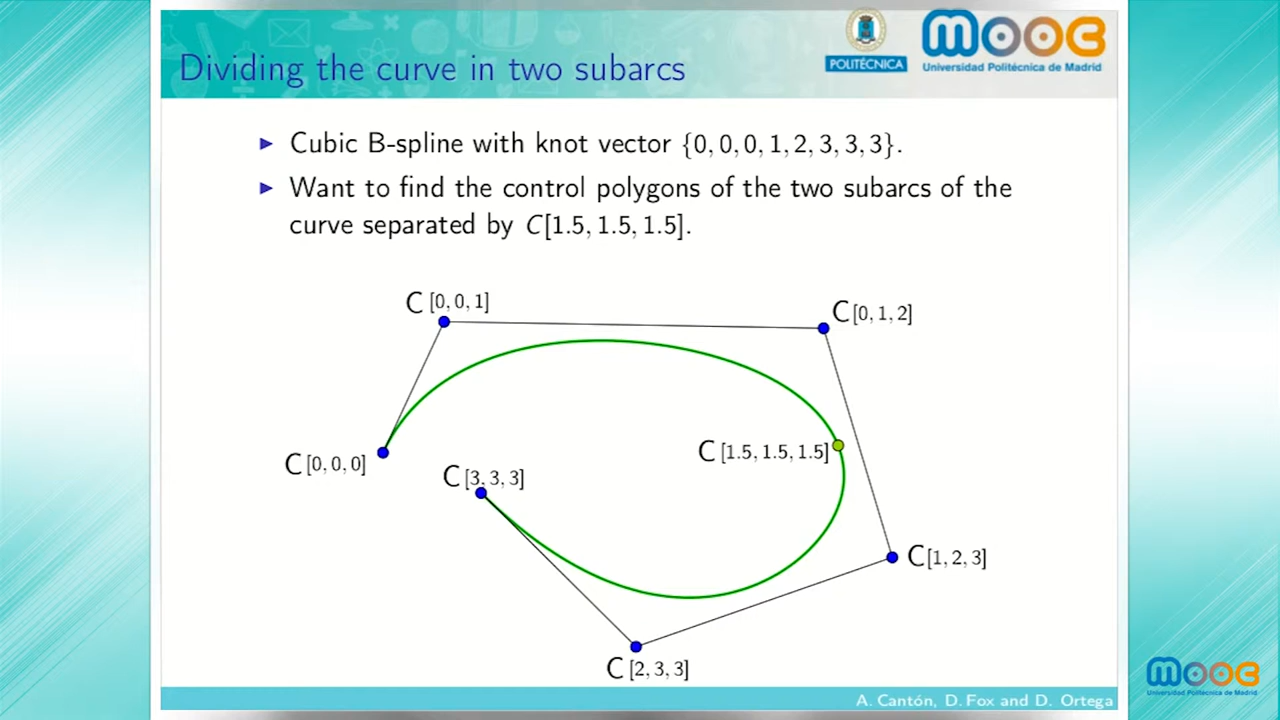 Dividing the curve in two subarcs
POLITÉCNICA
mooc
Universidad Politécnica de Madrid
Cubic B-spline with knot vector {0, 0, 0, 1, 2, 3, 3, 3}.
Want to find the control polygons of the two subarcs of the
curve separated by C[1.5, 1.5, 1.5].
C[0, 0, 1]
C[0, 1, 2]
C[1.5, 1.5, 1.5]
C[0, 0, 0]
C[3, 3, 3]
C[1, 2, 3]
C[2, 3, 3]
mooc
Universidad Politécnica de Madrid
A. Cantón, D. Fox and D. Ortega